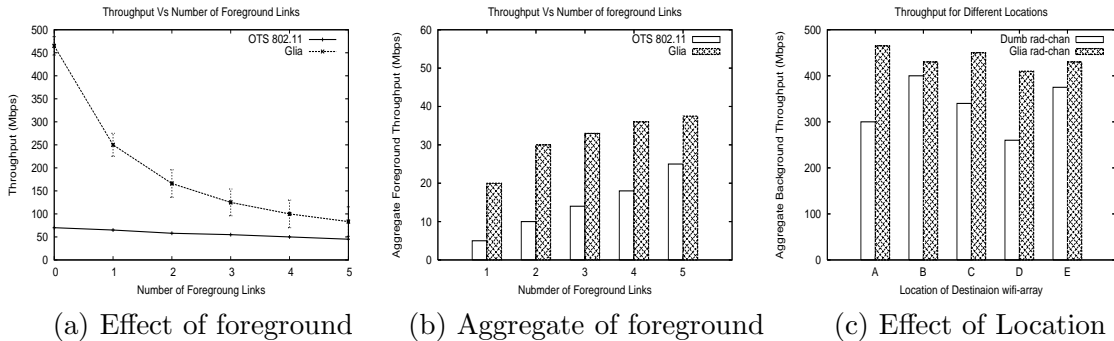 Throughput Vs Number of Foreground Links
OTS 802.11
Glia
Throughput (Mbps)
500
450
400
350
300
250
200
150
100
50
0
0 1 2 3 4 5
Number of Foregroung Links
(a) Effect of foreground
Throughput Vs Number of foreground Links
OTS 802.11
Glia
Aggregate Foreground Throughput (Mbps)
60
50
40
30
20
10
0
1 2 3 4 5
Nubmder of Foreground Links
(b) Aggregate of foreground
Throughput for Different Locations
Dumb rad-chan
Glia rad-chan
Aggregate Background Throughput (Mbps)
500
400
300
200
100
0
A B C D E
Location of Destinaion wifi-array
(c) Effect of Location